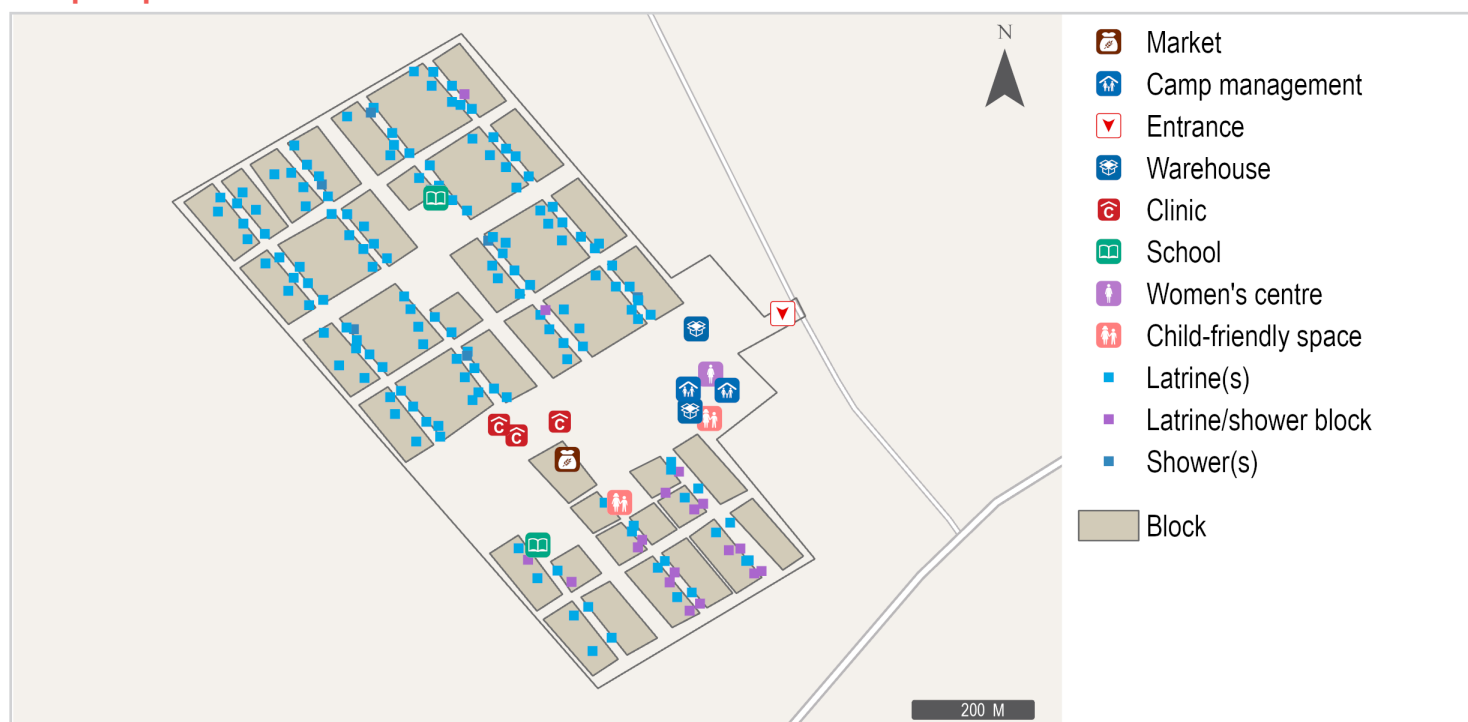 N
Market
Camp management
Entrance
Warehouse
C Clinic
School
Women's centre
Child-friendly space
Latrine(s)
Latrine/shower block
Shower(s)
Block
C
C
C
200 M